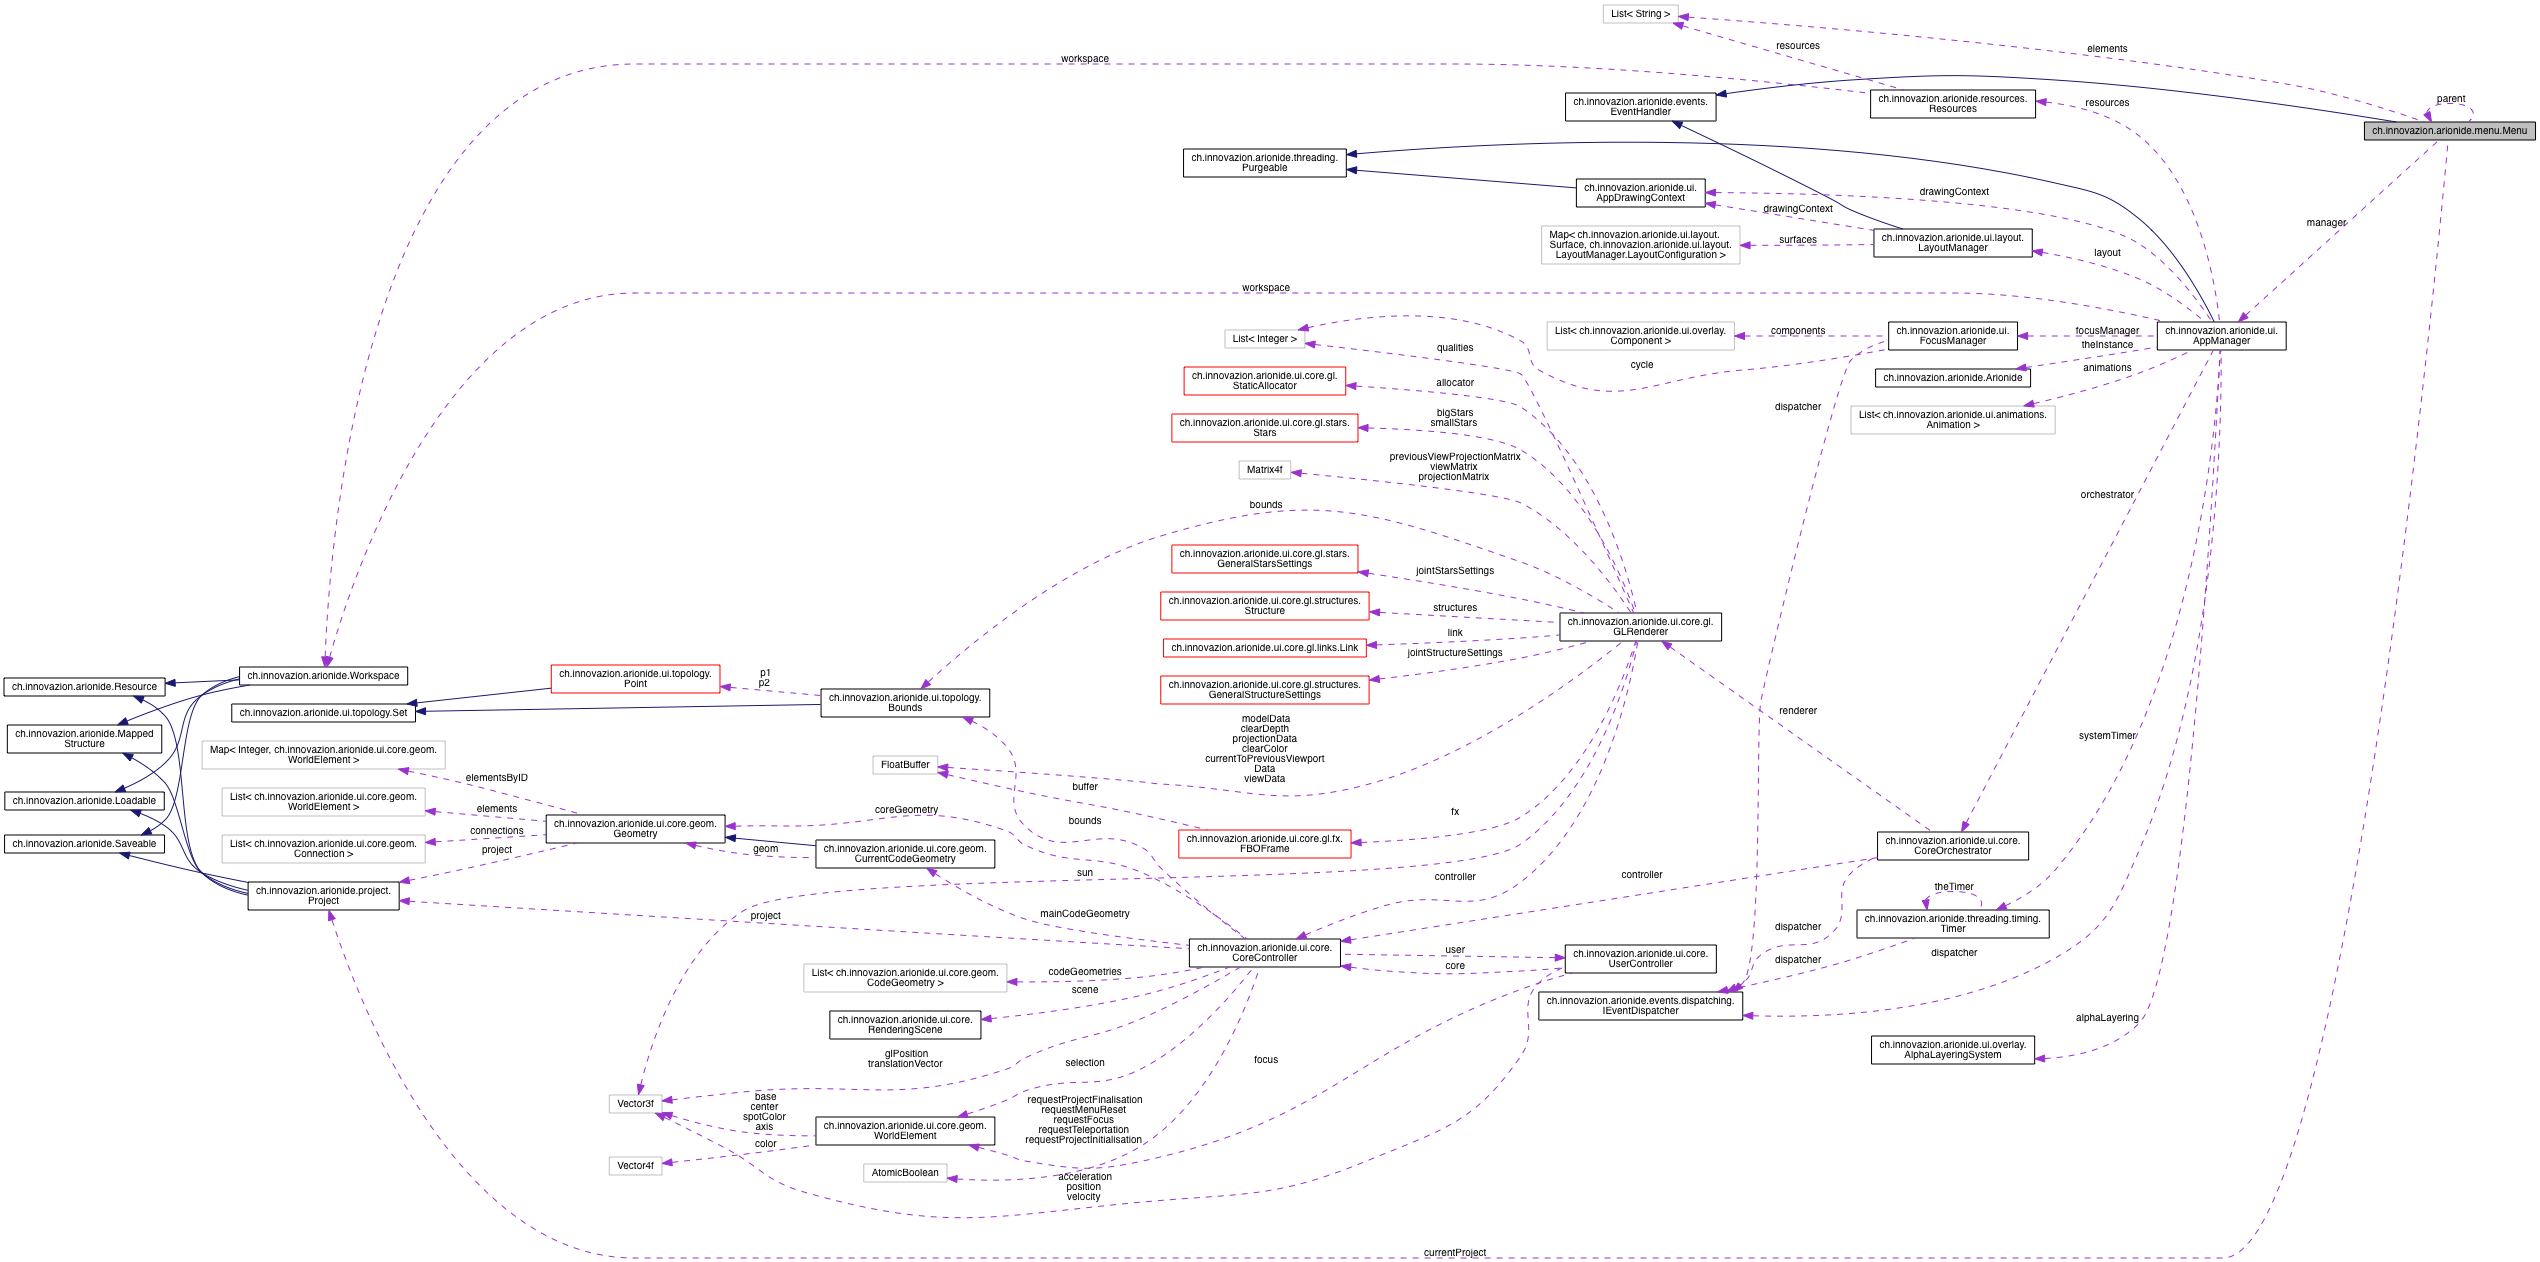 List< String >
elements
resources
workspace
ch.innovazion.arionide.events.
EventHandler
ch.innovazion.arionide.resources.
Resources
resources
parent
ch.innovazion.arionide.menu.Menu
ch.innovazion.arionide.threading.
Purgeable
ch.innovazion.arionide.ui.
AppDrawingContext
drawingContext
drawingContext
manager
Map< ch.innovazion.arionide.ui.layout.
Surface, ch.innovazion.arionide.ui.layout.
LayoutManager.LayoutConfiguration >
surfaces
ch.innovazion.arionide.ui.layout.
LayoutManager
layout
workspace
List< Integer >
qualities
List< ch.innovazion.arionide.ui.overlay.
Component >
components
cycle
ch.innovazion.arionide.ui.
FocusManager
focusManager
theInstance
animations
ch.innovazion.arionide.ui.
AppManager
ch.innovazion.arionide.Arionide
ch.innovazion.arionide.ui.core.gl.
StaticAllocator
allocator
dispatcher
List< ch.innovazion.arionide.ui.animations.
Animation >
ch.innovazion.arionide.ui.core.gl.stars.
Stars
bigStars
smallStars
Matrix4f
previousViewProjectionMatrix
viewMatrix
projectionMatrix
orchestrator
bounds
ch.innovazion.arionide.ui.core.gl.stars.
GeneralStarsSettings
jointStarsSettings
ch.innovazion.arionide.ui.core.gl.structures.
Structure
structures
ch.innovazion.arionide.ui.core.gl.
GLRenderer
ch.innovazion.arionide.ui.core.gl.links.Link
link
jointStructureSettings
ch.innovazion.arionide.ui.core.gl.structures.
GeneralStructureSettings
ch.innovazion.arionide.Resource
ch.innovazion.arionide.Workspace
ch.innovazion.arionide.ui.topology.
Point
p1
p2
ch.innovazion.arionide.ui.topology.
Bounds
ch.innovazion.arionide.ui.topology.Set
renderer
systemTimer
ch.innovazion.arionide.Mapped
Structure
Map< Integer, ch.innovazion.arionide.ui.core.geom.
WorldElement >
modelData
clearDepth
projectionData
clearColor
currentToPreviousViewport
Data
viewData
FloatBuffer
elementsByID
buffer
ch.innovazion.arionide.Loadable
List< ch.innovazion.arionide.ui.core.geom.
WorldElement >
elements
coreGeometry
fx
bounds
ch.innovazion.arionide.ui.core.geom.
Geometry
connections
project
geom
ch.innovazion.arionide.Saveable
List< ch.innovazion.arionide.ui.core.geom.
Connection >
ch.innovazion.arionide.ui.core.geom.
CurrentCodeGeometry
ch.innovazion.arionide.ui.core.gl.fx.
FBOFrame
ch.innovazion.arionide.ui.core.
CoreOrchestrator
sun
controller
controller
theTimer
ch.innovazion.arionide.project.
Project
project
mainCodeGeometry
ch.innovazion.arionide.threading.timing.
Timer
dispatcher
dispatcher
dispatcher
ch.innovazion.arionide.ui.core.
CoreController
user
core
ch.innovazion.arionide.ui.core.
UserController
List< ch.innovazion.arionide.ui.core.geom.
CodeGeometry >
codeGeometries
scene
ch.innovazion.arionide.events.dispatching.
IEventDispatcher
ch.innovazion.arionide.ui.core.
RenderingScene
alphaLayering
ch.innovazion.arionide.ui.overlay.
AlphaLayeringSystem
glPosition
translationVector
selection
focus
Vector3f
base
center
spotColor
axis
color
ch.innovazion.arionide.ui.core.geom.
WorldElement
requestProjectFinalisation
requestMenuReset
requestFocus
requestTeleportation
requestProjectInitialisation
Vector4f
AtomicBoolean
acceleration
position
velocity
currentProject